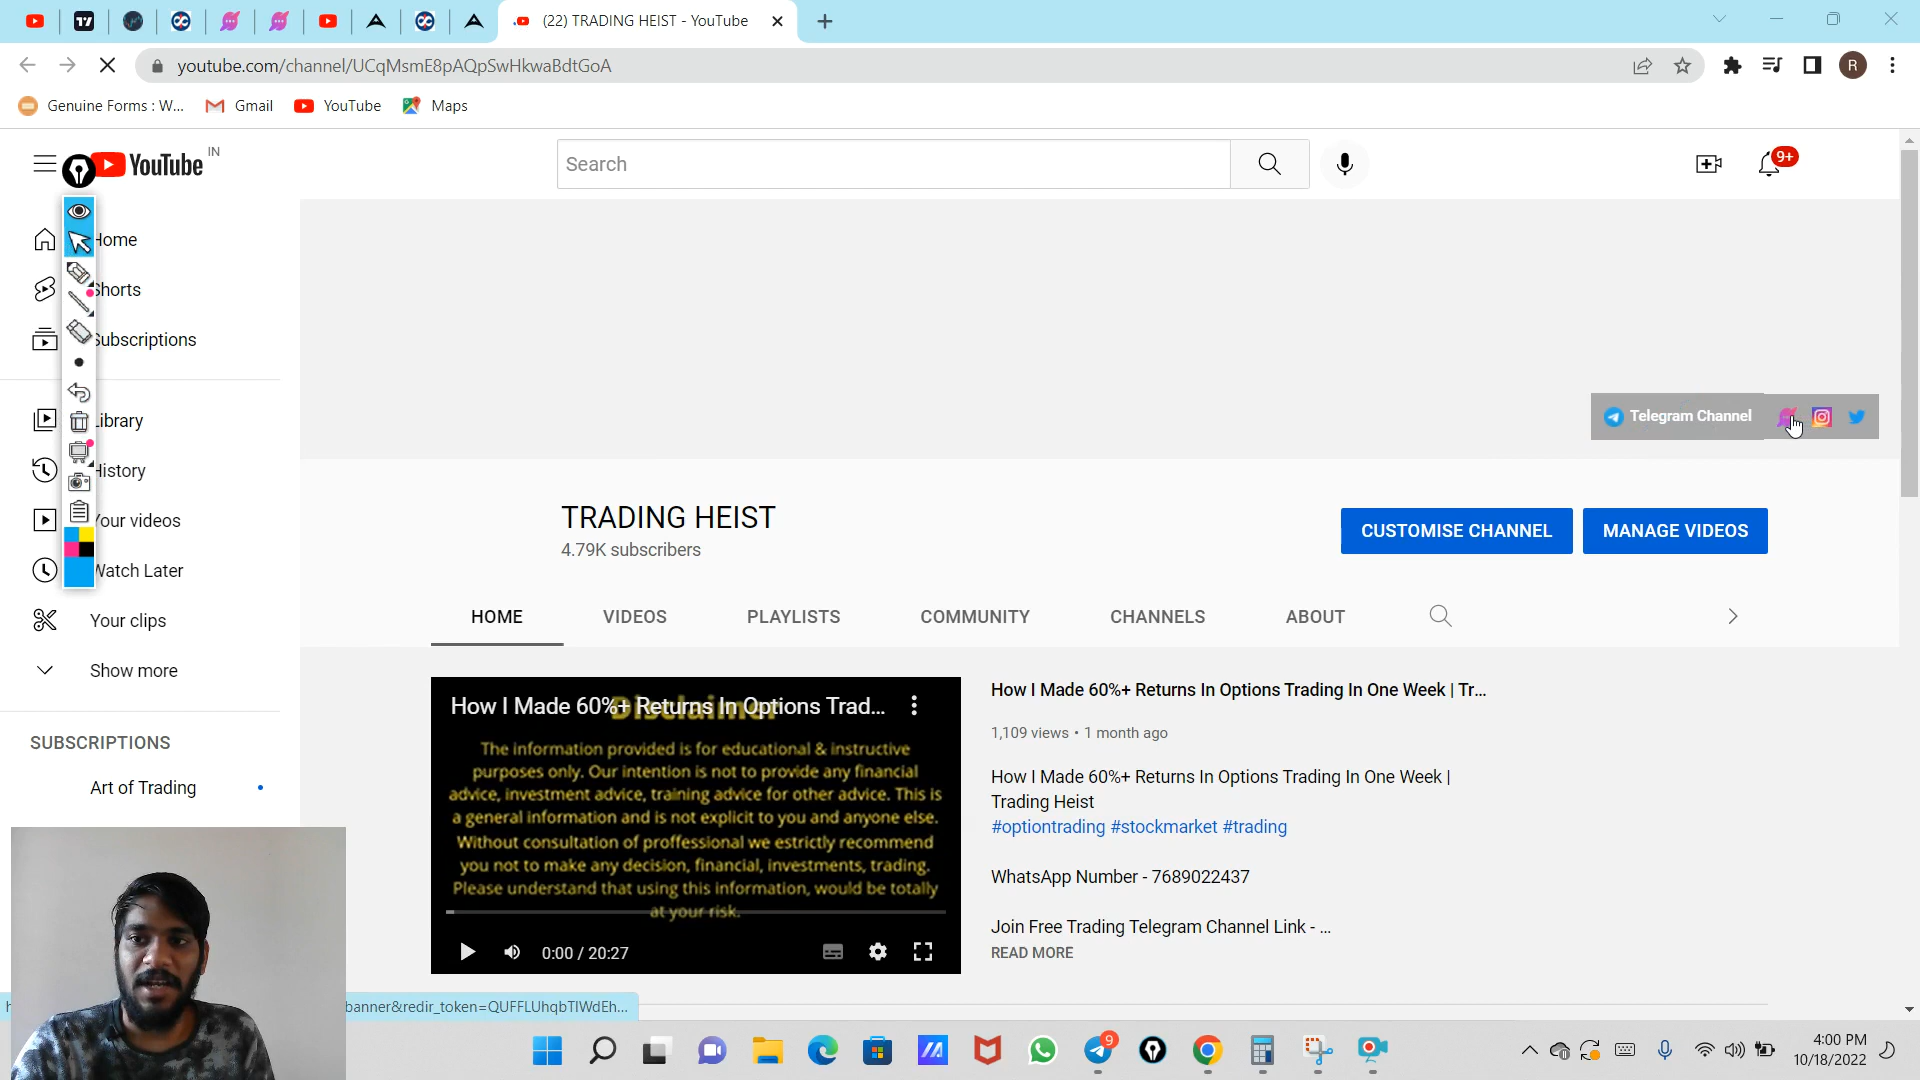 (22) TRADING HEIST - YouTube
youtube.com/channel/UCqMsmE8pAQpSwHkwaBdtGoA
R
Genuine Forms : W...
Gmail
YouTube
Maps
YouTube
IN
Search
9+
Home
Shorts
Subscriptions
Library
History
Your videos
Watch Later
Your clips
Show more
SUBSCRIPTIONS
Art of Trading
Telegram Channel
TRADING HEIST
4.79K subscribers
CUSTOMISE CHANNEL
MANAGE VIDEOS
HOME
VIDEOS
PLAYLISTS
COMMUNITY
CHANNELS
ABOUT
How I Made 60%+ Returns In Options Trad...
Disclaimer
The information provided is for educational & instructive
purposes only. Our intention is not to provide any financial
advice, investment advice, training advice for other advice. This is
a general information and is not explicit to you and anyone else.
Without consultation of proffessional we estrictly recommend
you not to make any decision, financial, investments, trading.
Please understand that using this information, would be totally
at your risk.
0:00 / 20:27
How I Made 60%+ Returns In Options Trading In One Week | Tr...
1,109 views • 1 month ago
How I Made 60%+ Returns In Options Trading In One Week |
Trading Heist
#optiontrading #stockmarket #trading
WhatsApp Number - 7689022437
Join Free Trading Telegram Channel Link - ...
READ MORE
banner&redir_token=QUFFLUhqbTlWdEh...
9
4:00 PM
10/18/2022